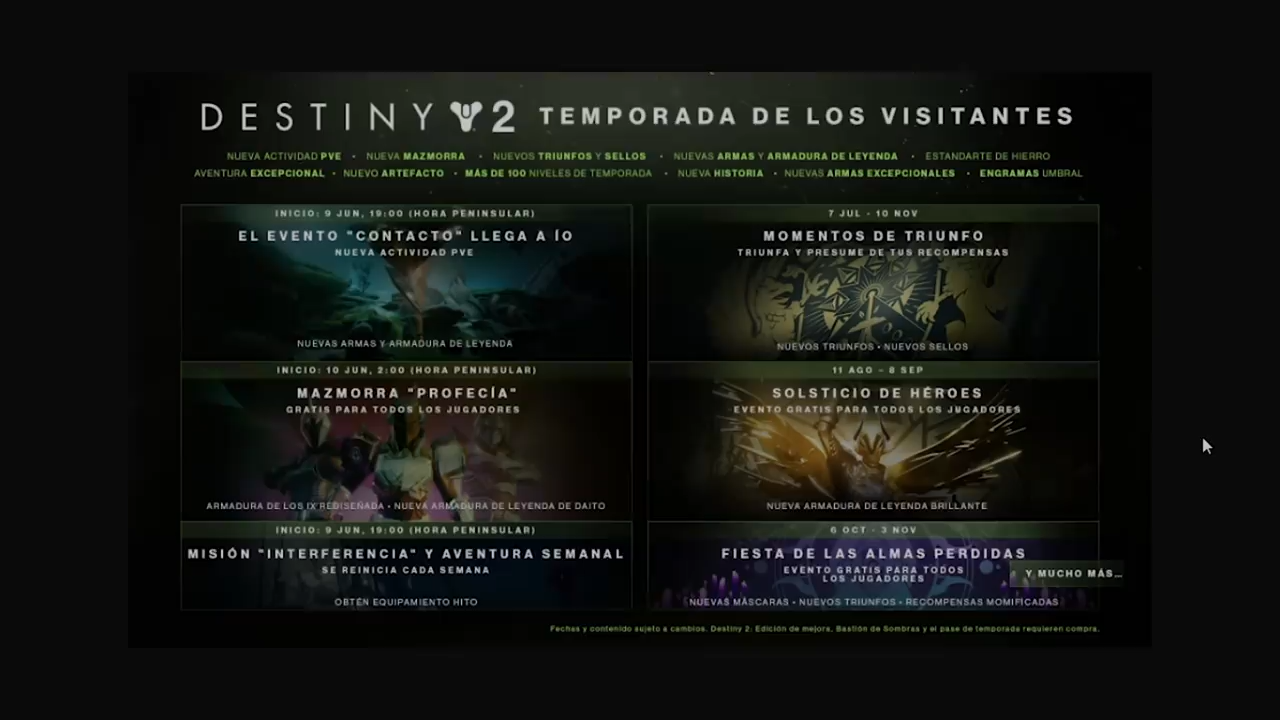 DESTINY 2 TEMPORADA DE LOS VISITANTES
NUEVA ACTIVIDAD PVE • NUEVA MAZMORRA • NUEVOS TRIUNFOS Y SELLOS • NUEVAS ARMAS Y ARMADURA DE LEYENDA • ESTANDARTE DE HIERRO
AVENTURA EXCEPCIONAL • NUEVO ARTEFACTO • MÁS DE 100 NIVELES DE TEMPORADA • NUEVA HISTORIA • NUEVAS ARMAS EXCEPCIONALES • ENGRAMAS UMBRAL
INICIO: 9 JUN, 19:00 (HORA PENINSULAR)
EL EVENTO "CONTACTO" LLEGA A ÍO
NUEVA ACTIVIDAD PVE
NUEVAS ARMAS Y ARMADURA DE LEYENDA
INICIO: 10 JUN, 2:00 (HORA PENINSULAR)
MAZMORRA "PROFECÍA"
GRATIS PARA TODOS LOS JUGADORES
ARMADURA DE LOS IX REDISEÑADA • NUEVA ARMADURA DE LEYENDA DE DAITO
INICIO: 9 JUN, 19:00 (HORA PENINSULAR)
MISIÓN "INTERFERENCIA" Y AVENTURA SEMANAL
SE REINICIA CADA SEMANA
OBTÉN EQUIPAMIENTO HITO
7 JUL - 10 NOV
MOMENTOS DE TRIUNFO
TRIUNFA Y PRESUME DE TUS RECOMPENSAS
NUEVOS TRIUNFOS • NUEVOS SELLOS
11 AGO – 8 SEP
SOLSTICIO DE HÉROES
EVENTO GRATIS PARA TODOS LOS JUGADORES
NUEVA ARMADURA DE LEYENDA BRILLANTE
6 OCT - 3 NOV
FIESTA DE LAS ALMAS PERDIDAS
EVENTO GRATIS PARA TODOS
LOS JUGADORES
NUEVAS MÁSCARAS • NUEVOS TRIUNFOS • RECOMPENSAS MOMIFICADAS
Y MUCHO MÁS...
Fechas y contenido sujeto a cambios. Destiny 2: Edición de mejora, Bastión de Sombras y el pase de temporada requieren compra.